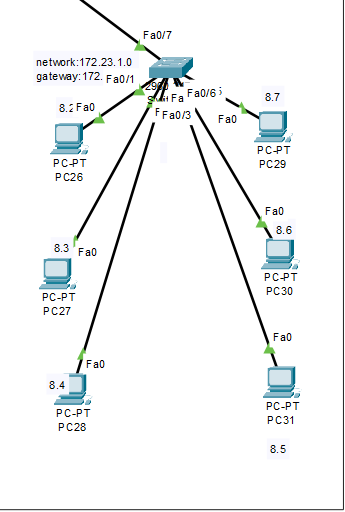 Fa0/7
network:172.23.1.0
gateway:172.
Fa0/1
Fa
Fa0/6
8.2
Fa0
Fa0/3
8.7
Fa0
PC-PT
PC26
PC-PT
PC29
8.3
Fa0
PC-PT
PC27
Fa0
8.6
PC-PT
PC30
Fa0
8.4
PC-PT
PC28
Fa0
PC-PT
PC31
8.5